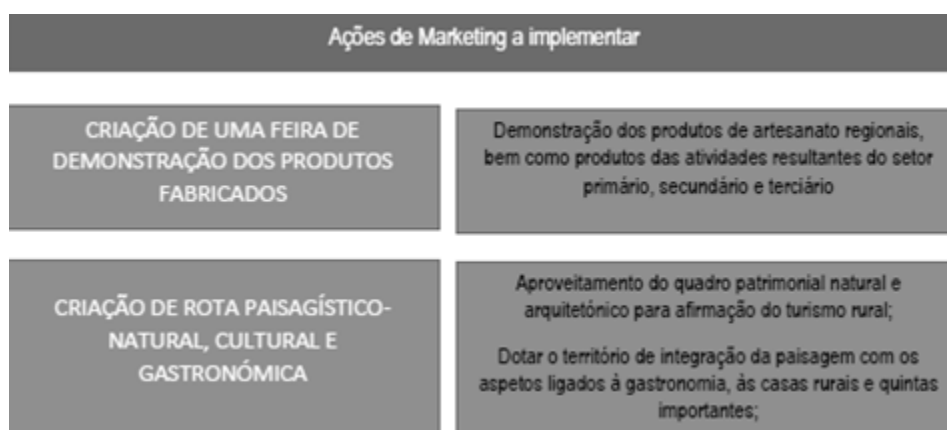 Ações de Marketing a implementar
CRIAÇÃO DE UMA FEIRA DE
DEMONSTRAÇÃO DOS PRODUTOS
FABRICADOS
Demonstração dos produtos de artesanato regionais,
bem como produtos das atividades resultantes do setor
primário, secundário e terciário
CRIAÇÃO DE ROTA PAISAGÍSTICO-
NATURAL, CULTURAL E
GASTRONÓMICA
Aproveitamento do quadro patrimonial natural e
arquitetónico para afirmação do turismo rural;
Dotar o território de integração da paisagem com os
aspetos ligados á gastronomia, ás casas rurais e quintas
importantes;